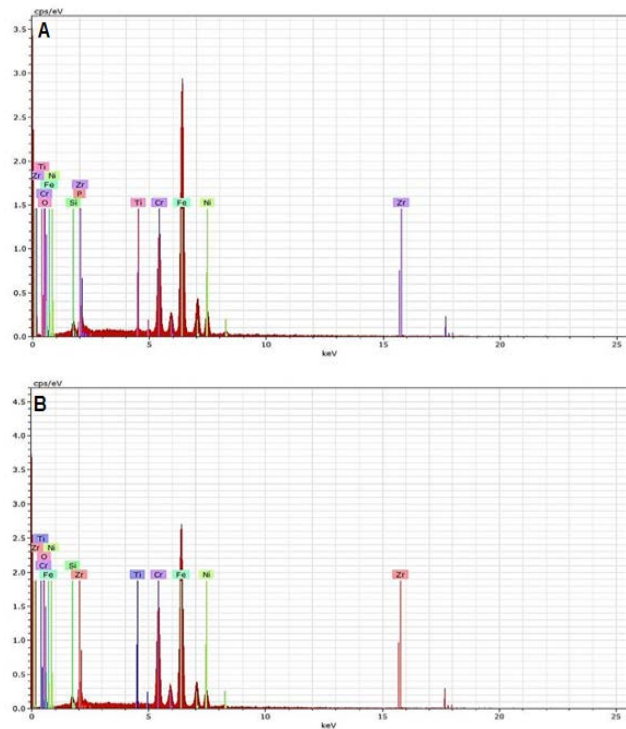 cps/eV
A
3.5
3.0
2.5
2.0
Ti
Zr Ni Zr
Fe P
Cr
O Si Ti Cr Fe Ni Zr
1.5
1.0
0.5
0.0
0 5 10 15 20 25
keV
cps/eV
B
4.5
4.0
3.5
3.0
2.5
Ti
Zr Ni
O
Cr Si
Fe Zr Ti Cr Fe Ni Zr
2.0
1.5
1.0
0.5
0.0
0 5 10 15 20 25
keV